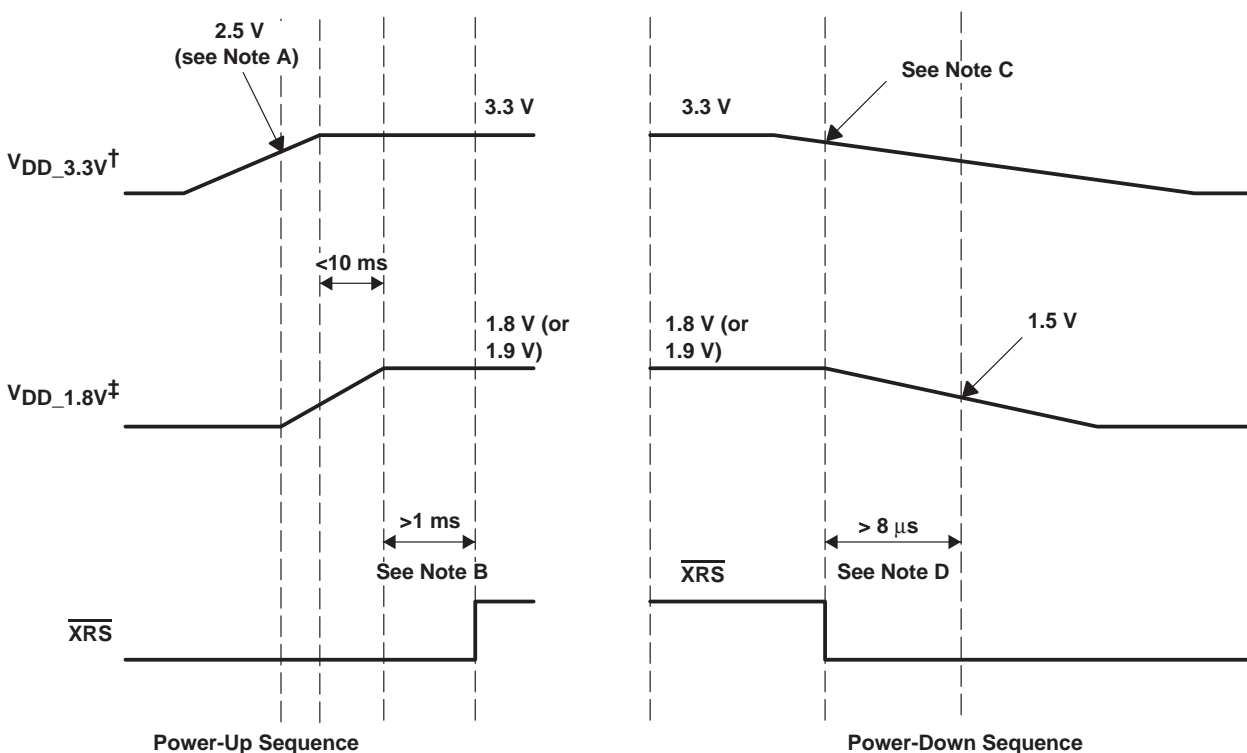 2.5 V
(see Note A)
See Note C
3.3 V
3.3 V
VDD_3.3V†
<10 ms
1.8 V (or
1.9 V)
1.8 V (or
1.9 V)
1.5 V
VDD_1.8V‡
>1 ms
See Note B
> 8 μs
See Note D
XRS
XRS
Power-Up Sequence
Power-Down Sequence